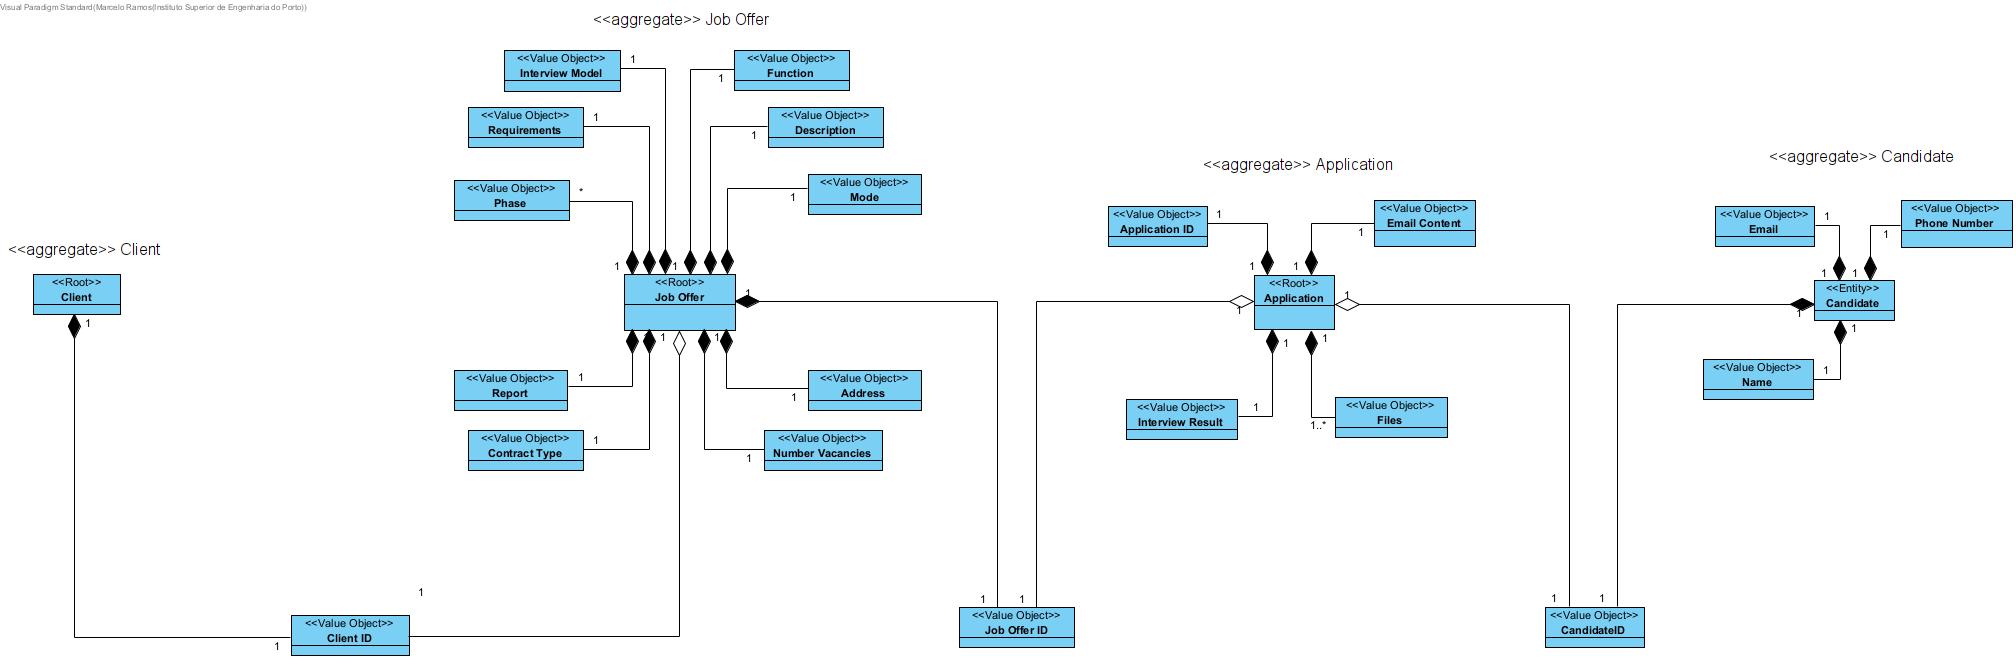 Visual Paradigm Standard(Marcelo Ramos(Instituto Superior de Engenharia do Porto))
<<aggregate>> Job Offer
<<Value Object>>
Interview Model
1
<<Value Object>>
Function
1
<<Value Object>>
Requirements
1
<<Value Object>>
Description
1
<<Value Object>>
Phase
*
<<Value Object>>
Mode
1
1
1
<<Root>>
Job Offer
1
1
1
<<Value Object>>
Report
1
<<Value Object>>
Address
1
<<Value Object>>
Contract Type
1
<<Value Object>>
Number Vacancies
1
<<aggregate>> Client
<<Root>>
Client
1
1
<<Value Object>>
Client ID
1
<<aggregate>> Application
<<Value Object>>
Application ID
1
<<Value Object>>
Email Content
1
1
1
<<Root>>
Application
1
1
1
1
<<Value Object>>
Interview Result
1
<<Value Object>>
Files
1..*
1
1
<<Value Object>>
Job Offer ID
<<aggregate>> Candidate
<<Value Object>>
Email
1
<<Value Object>>
Phone Number
1
1
1
<<Entity>>
Candidate
1
1
<<Value Object>>
Name
1
1
1
<<Value Object>>
CandidateID